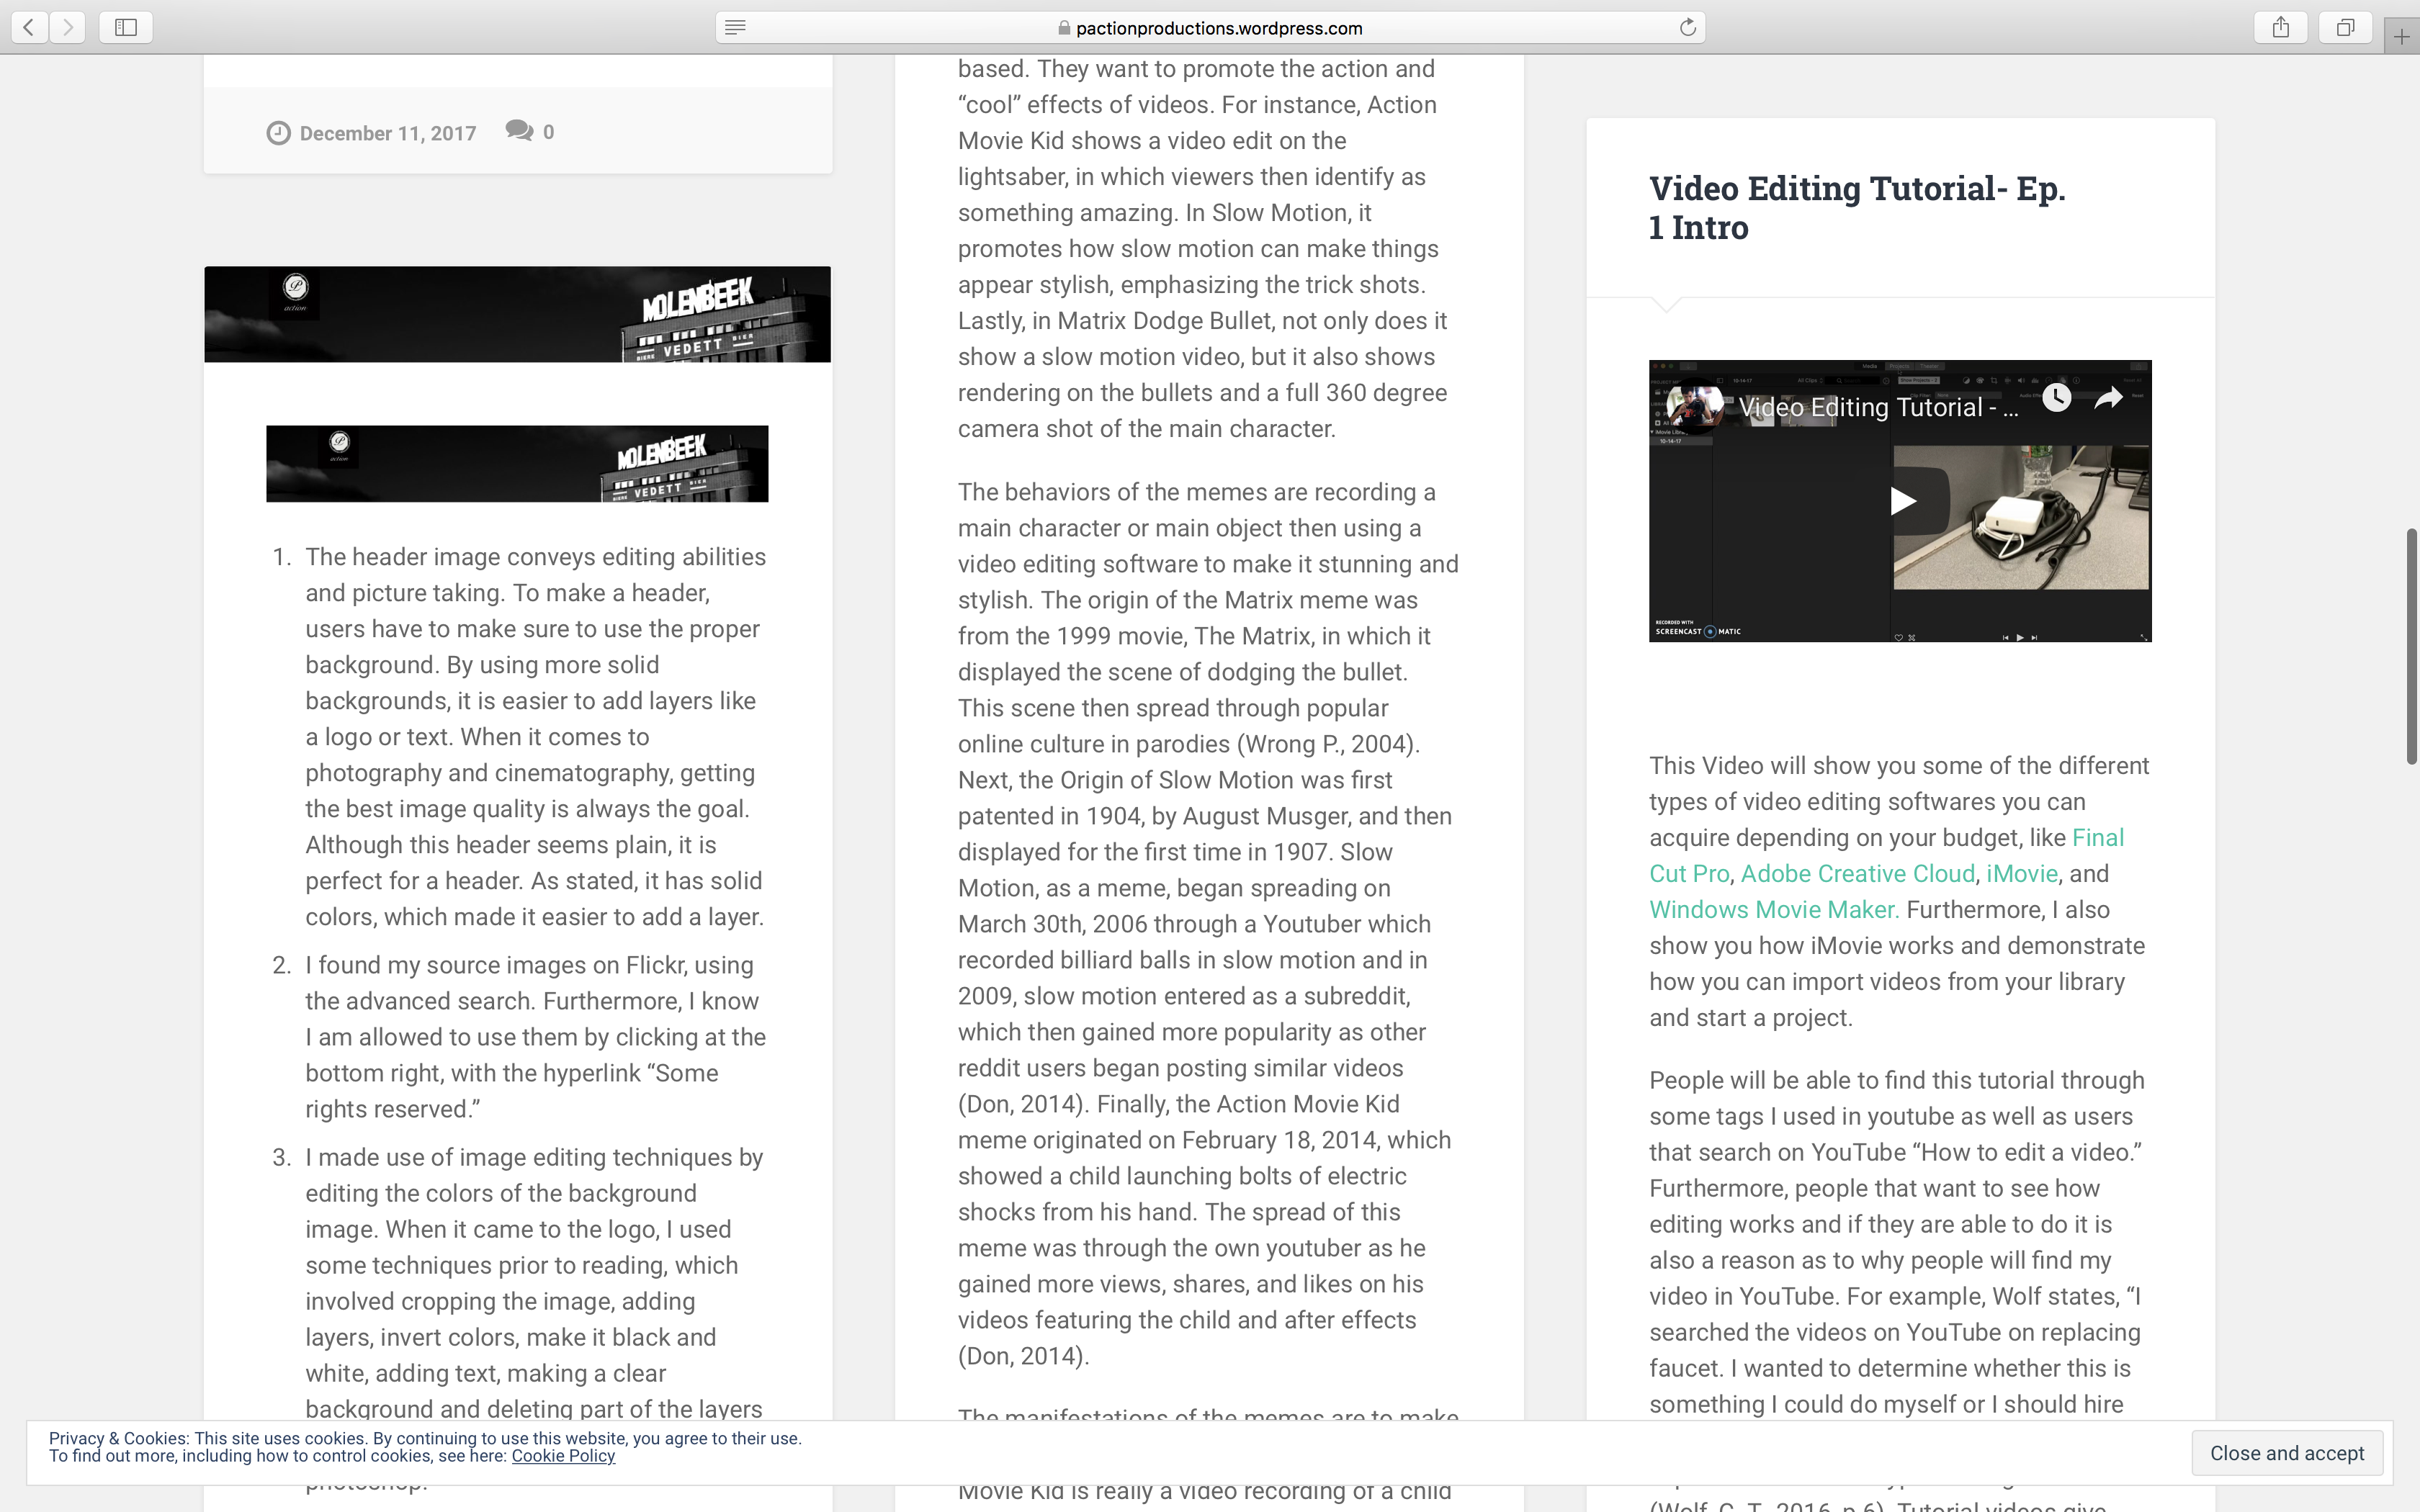 pactionproductions.wordpress.com
December 11, 2017
0
P
action
MOLENBEEK
BIERE VEDETT BIER
P
action
MOLENBEEK
BIERE VEDETT BIER
1. The header image conveys editing abilities
and picture taking. To make a header,
users have to make sure to use the proper
background. By using more solid
backgrounds, it is easier to add layers like
a logo or text. When it comes to
photography and cinematography, getting
the best image quality is always the goal.
Although this header seems plain, it is
perfect for a header. As stated, it has solid
colors, which made it easier to add a layer.
2. I found my source images on Flickr, using
the advanced search. Furthermore, I know
I am allowed to use them by clicking at the
bottom right, with the hyperlink “Some
rights reserved.”
3. I made use of image editing techniques by
editing the colors of the background
image. When it came to the logo, I used
some techniques prior to reading, which
involved cropping the image, adding
layers, invert colors, make it black and
white, adding text, making a clear
background and deleting part of the layers
photoshop.
based. They want to promote the action and
“cool” effects of videos. For instance, Action
Movie Kid shows a video edit on the
lightsaber, in which viewers then identify as
something amazing. In Slow Motion, it
promotes how slow motion can make things
appear stylish, emphasizing the trick shots.
Lastly, in Matrix Dodge Bullet, not only does it
show a slow motion video, but it also shows
rendering on the bullets and a full 360 degree
camera shot of the main character.
The behaviors of the memes are recording a
main character or main object then using a
video editing software to make it stunning and
stylish. The origin of the Matrix meme was
from the 1999 movie, The Matrix, in which it
displayed the scene of dodging the bullet.
This scene then spread through popular
online culture in parodies (Wrong P., 2004).
Next, the Origin of Slow Motion was first
patented in 1904, by August Musger, and then
displayed for the first time in 1907. Slow
Motion, as a meme, began spreading on
March 30th, 2006 through a Youtuber which
recorded billiard balls in slow motion and in
2009, slow motion entered as a subreddit,
which then gained more popularity as other
reddit users began posting similar videos
(Don, 2014). Finally, the Action Movie Kid
meme originated on February 18, 2014, which
showed a child launching bolts of electric
shocks from his hand. The spread of this
meme was through the own youtuber as he
gained more views, shares, and likes on his
videos featuring the child and after effects
(Don, 2014).
The manifestations of the memes are to make
Movie Kid is really a video recording of a child
Video Editing Tutorial- Ep.
1 Intro
Media Projects Theater
10-14-17
All Clips
Video Editing Tutorial - ...
10-14-17
RECORDED WITH
SCREENCAST MATIC
This Video will show you some of the different
types of video editing softwares you can
acquire depending on your budget, like Final
Cut Pro, Adobe Creative Cloud, iMovie, and
Windows Movie Maker. Furthermore, I also
show you how iMovie works and demonstrate
how you can import videos from your library
and start a project.
People will be able to find this tutorial through
some tags I used in youtube as well as users
that search on YouTube “How to edit a video.”
Furthermore, people that want to see how
editing works and if they are able to do it is
also a reason as to why people will find my
video in YouTube. For example, Wolf states, “I
searched the videos on YouTube on replacing
faucet. I wanted to determine whether this is
something I could do myself or I should hire
(Wolf, C. T., 2016, p.6). Tutorial videos give
Privacy & Cookies: This site uses cookies. By continuing to use this website, you agree to their use.
To find out more, including how to control cookies, see here: Cookie Policy
Close and accept